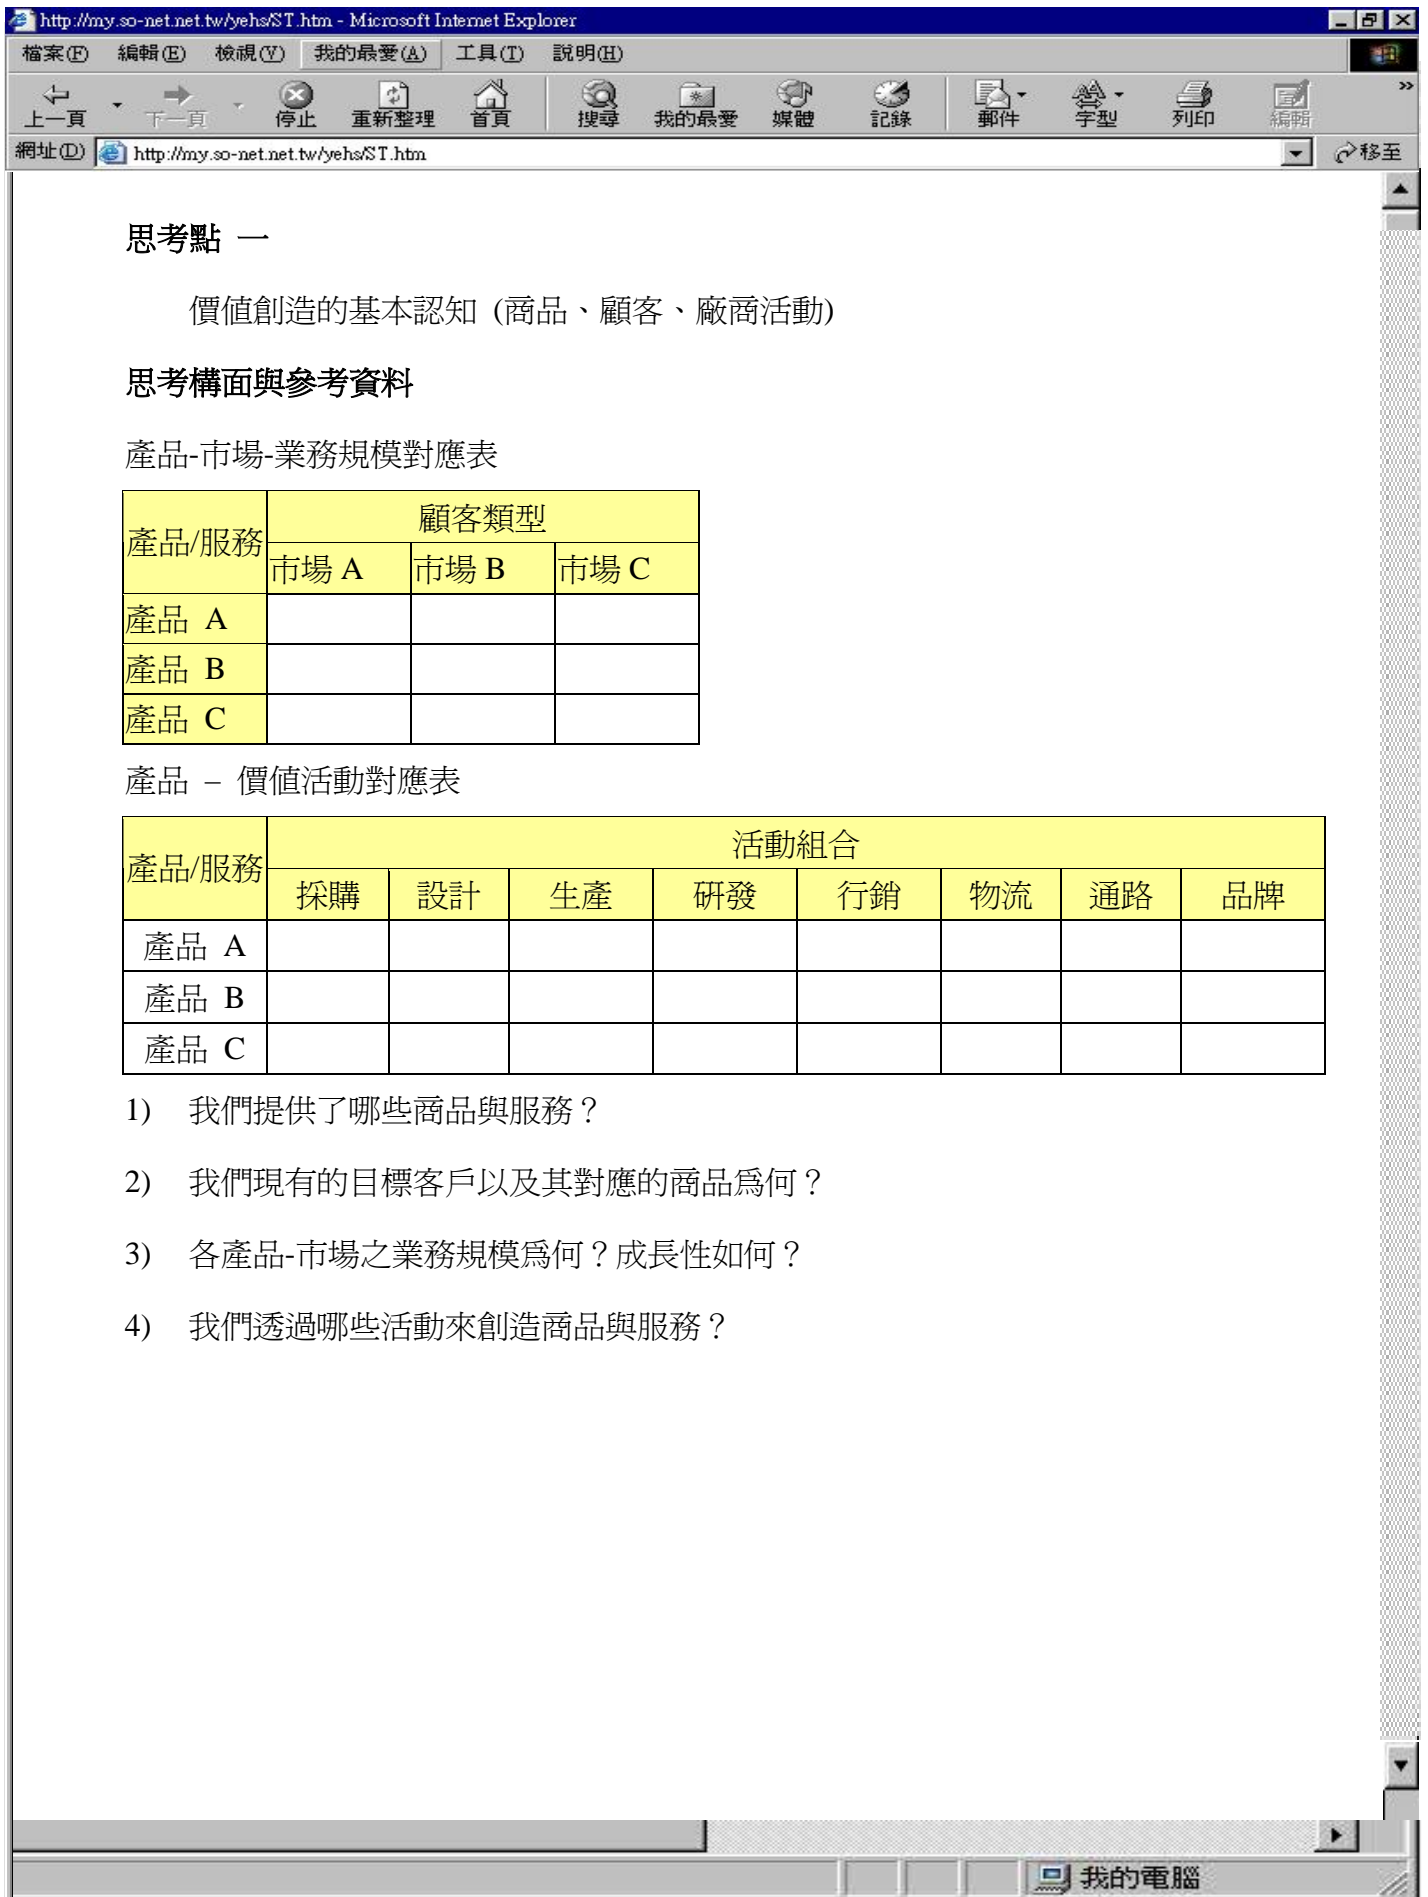 http://my.so-net.net.tw/yehs/ST.htm - Microsoft Internet Explorer
檔案(F) 編輯(E) 檢視(V) 我的最愛(A) 工具(T) 說明(H)
上一頁 下一頁 停止 重新整理 首頁 搜尋 我的最愛 媒體 記錄 郵件 字型 列印 編輯 »
網址(D) http://my.so-net.net.tw/yehs/ST.htm 移至
思考點 一
價值創造的基本認知 (商品、顧客、廠商活動)
思考構面與參考資料
產品-市場-業務規模對應表
產品/服務 顧客類型
市場 A 市場 B 市場 C
產品 A
產品 B
產品 C
產品 – 價值活動對應表
產品/服務 活動組合
採購 設計 生產 研發 行銷 物流 通路 品牌
產品 A
產品 B
產品 C
1) 我們提供了哪些商品與服務？
2) 我們現有的目標客戶以及其對應的商品為何？
3) 各產品-市場之業務規模為何？成長性如何？
4) 我們透過哪些活動來創造商品與服務？
我的電腦